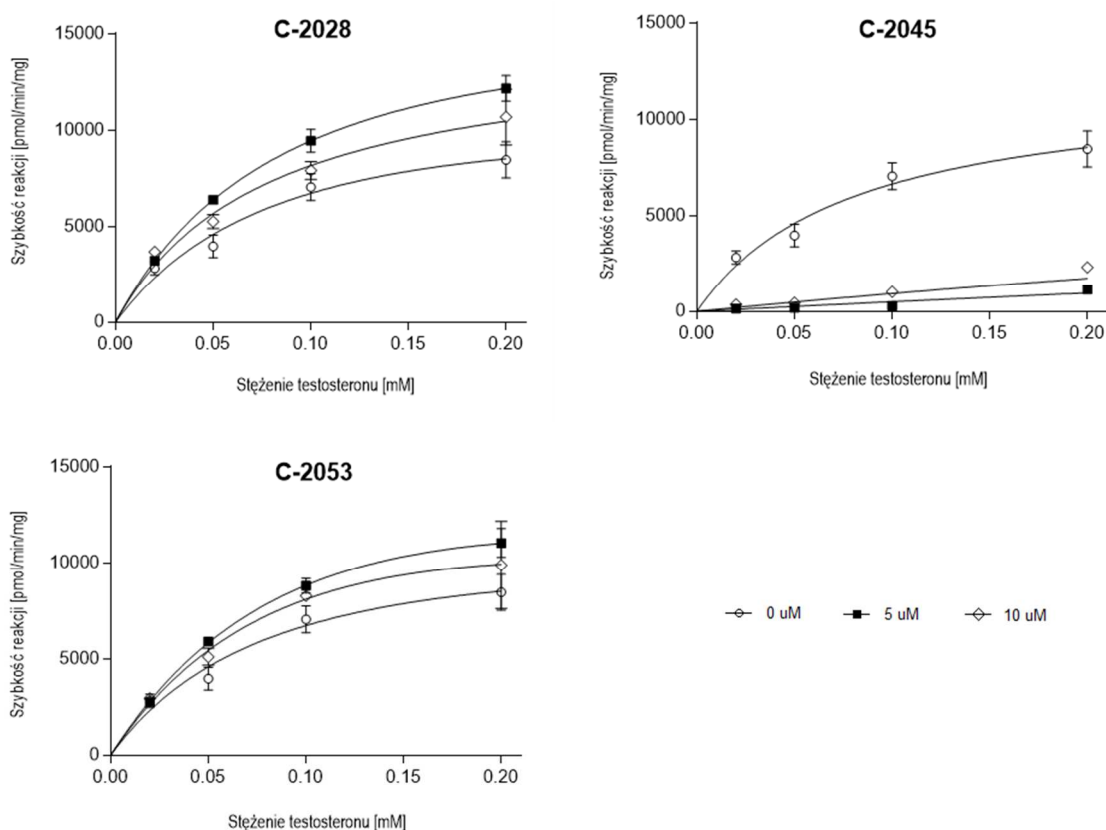 C-2028
Szybkość reakcji [pmol/min/mg]
15000
10000
5000
0
0.00 0.05 0.10 0.15 0.20
Stężenie testosteronu [mM]
C-2045
Szybkość reakcji [pmol/min/mg]
15000
10000
5000
0
0.00 0.05 0.10 0.15 0.20
Stężenie testosteronu [mM]
C-2053
Szybkość reakcji [pmol/min/mg]
15000
10000
5000
0
0.00 0.05 0.10 0.15 0.20
Stężenie testosteronu [mM]
0 uM 5 uM 10 uM